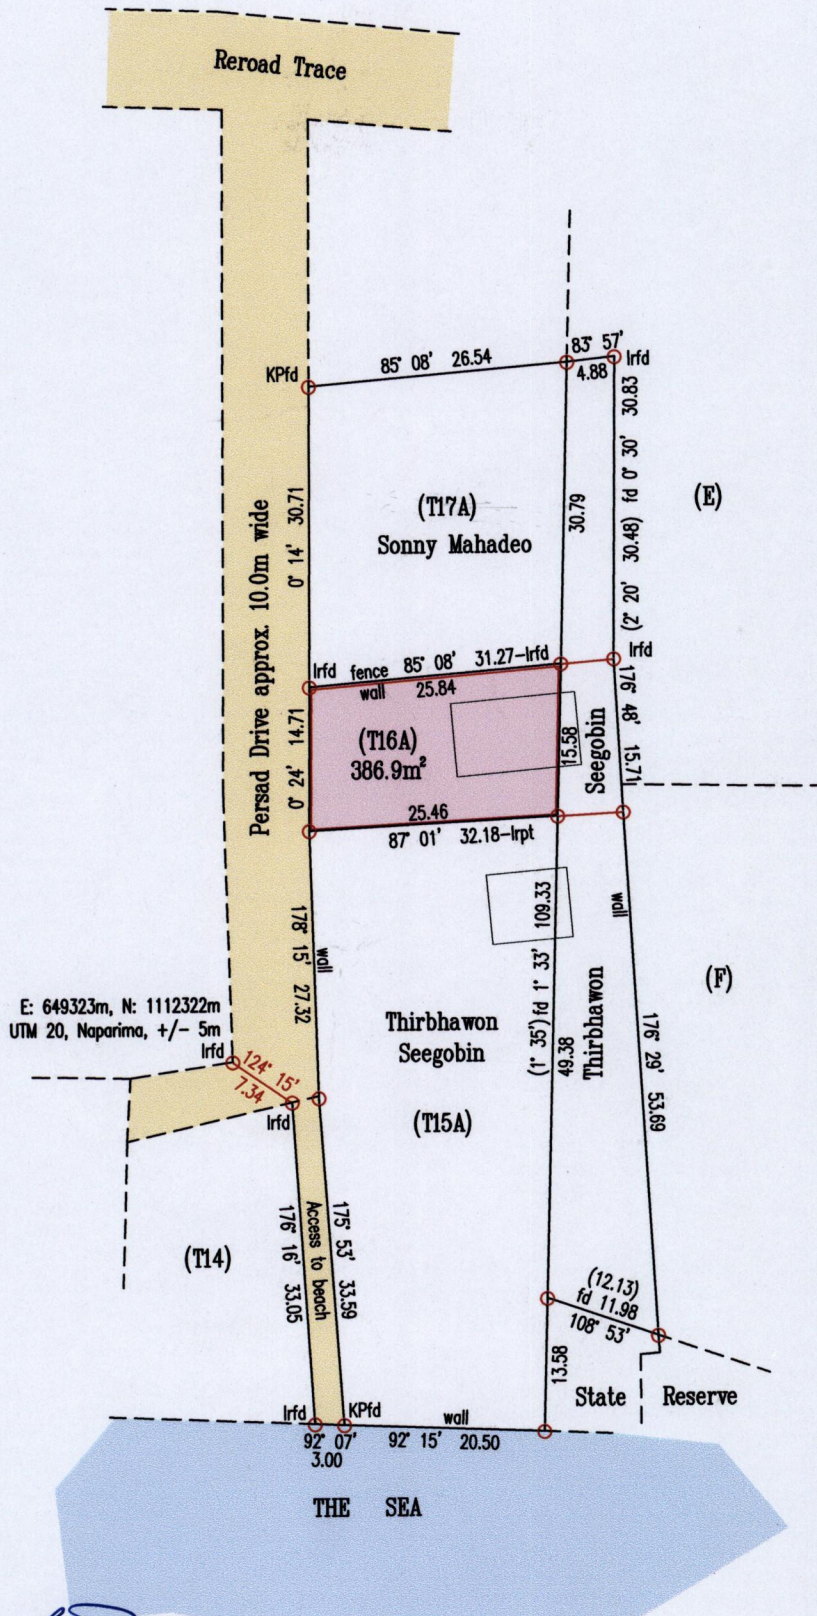 Reroad Trace
83° 57'
85° 08' 26.54
Irfd
KPfd
4.88
30.83
(2° 20' 30.48) fd 0° 30'
Persad Drive approx. 10.0m wide
0° 14' 30.71
(T17A)
Sonny Mahadeo
30.79
(E)
Irfd fence 85° 08' 31.27-Irfd
Irfd
wall 25.84
0° 24' 14.71
(T16A)
386.9m²
15.58
Seegobin
176° 48' 15.71
25.46
87° 01' 32.18-Irpt
178° 15' 27.32
wall
(1° 35') fd 1° 33' 109.33
49.38
Thirbhawon
wall
176° 29' 53.69
(F)
E: 649323m, N: 1112322m
UTM 20, Naparima, +/- 5m
Irfd
124° 15'
7.34
Irfd
Thirbhawon
Seegobin
(T15A)
(T14)
176° 16' 33.05
Access to beach
175° 53' 33.59
(12.13)
fd 11.98
108° 53'
13.58
State Reserve
Irfd
KPfd
wall
92° 07'
3.00
92° 15' 20.50
THE SEA